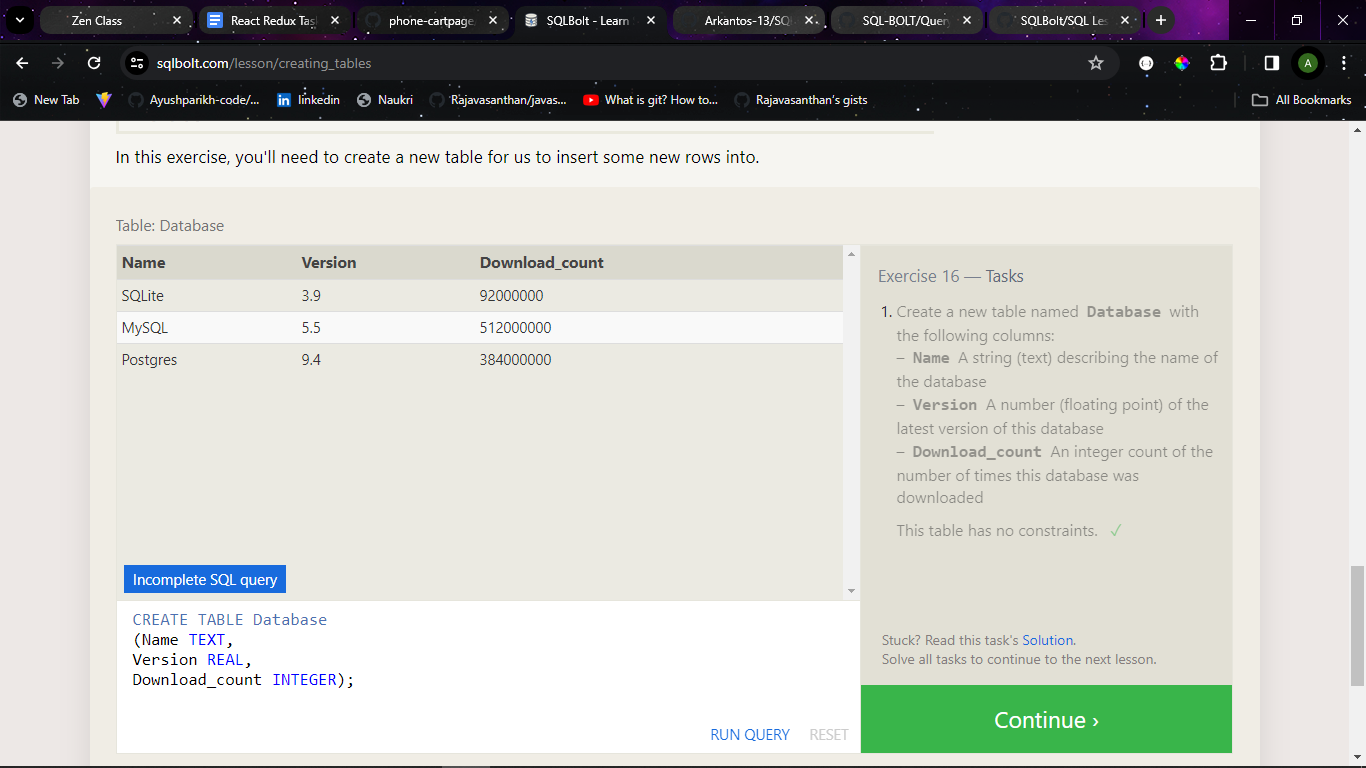 Zen Class
React Redux Tas
phone-cartpage
SQLBolt - Learn
Arkantos-13/SQ
SQL-BOLT/Query
SQLBolt/SQL Les
sqlbolt.com/lesson/creating_tables
A
New Tab
Ayushparikh-code/...
linkedin
Naukri
Rajavasanthan/javas...
What is git? How to...
Rajavasanthan's gists
All Bookmarks
In this exercise, you'll need to create a new table for us to insert some new rows into.
Table: Database
Name Version Download_count
SQLite 3.9 92000000
MySQL 5.5 512000000
Postgres 9.4 384000000
Incomplete SQL query
CREATE TABLE Database
(Name TEXT,
Version REAL,
Download_count INTEGER);
RUN QUERY RESET
Exercise 16 — Tasks
1. Create a new table named Database with
the following columns:
– Name A string (text) describing the name of
the database
– Version A number (floating point) of the
latest version of this database
– Download_count An integer count of the
number of times this database was
downloaded
This table has no constraints. ✓
Stuck? Read this task's Solution.
Solve all tasks to continue to the next lesson.
Continue ›